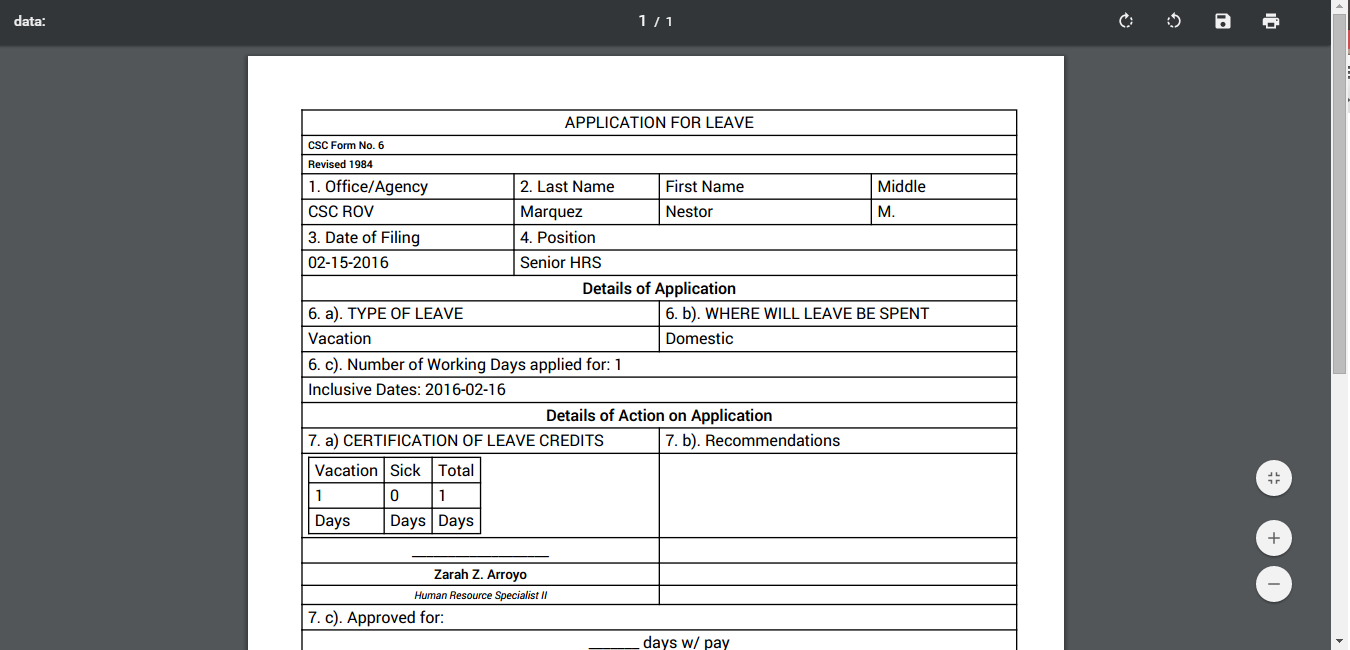 data:
1 / 1
APPLICATION FOR LEAVE
CSC Form No. 6
Revised 1984
1. Office/Agency 2. Last Name First Name Middle
CSC ROV Marquez Nestor M.
3. Date of Filing 4. Position
02-15-2016 Senior HRS
Details of Application
6. a). TYPE OF LEAVE 6. b). WHERE WILL LEAVE BE SPENT
Vacation Domestic
6. c). Number of Working Days applied for: 1
Inclusive Dates: 2016-02-16
Details of Action on Application
7. a) CERTIFICATION OF LEAVE CREDITS 7. b). Recommendations
Vacation Sick Total
1 0 1
Days Days Days
Zarah Z. Arroyo
Human Resource Specialist II
7. c). Approved for:
______ days w/ pay